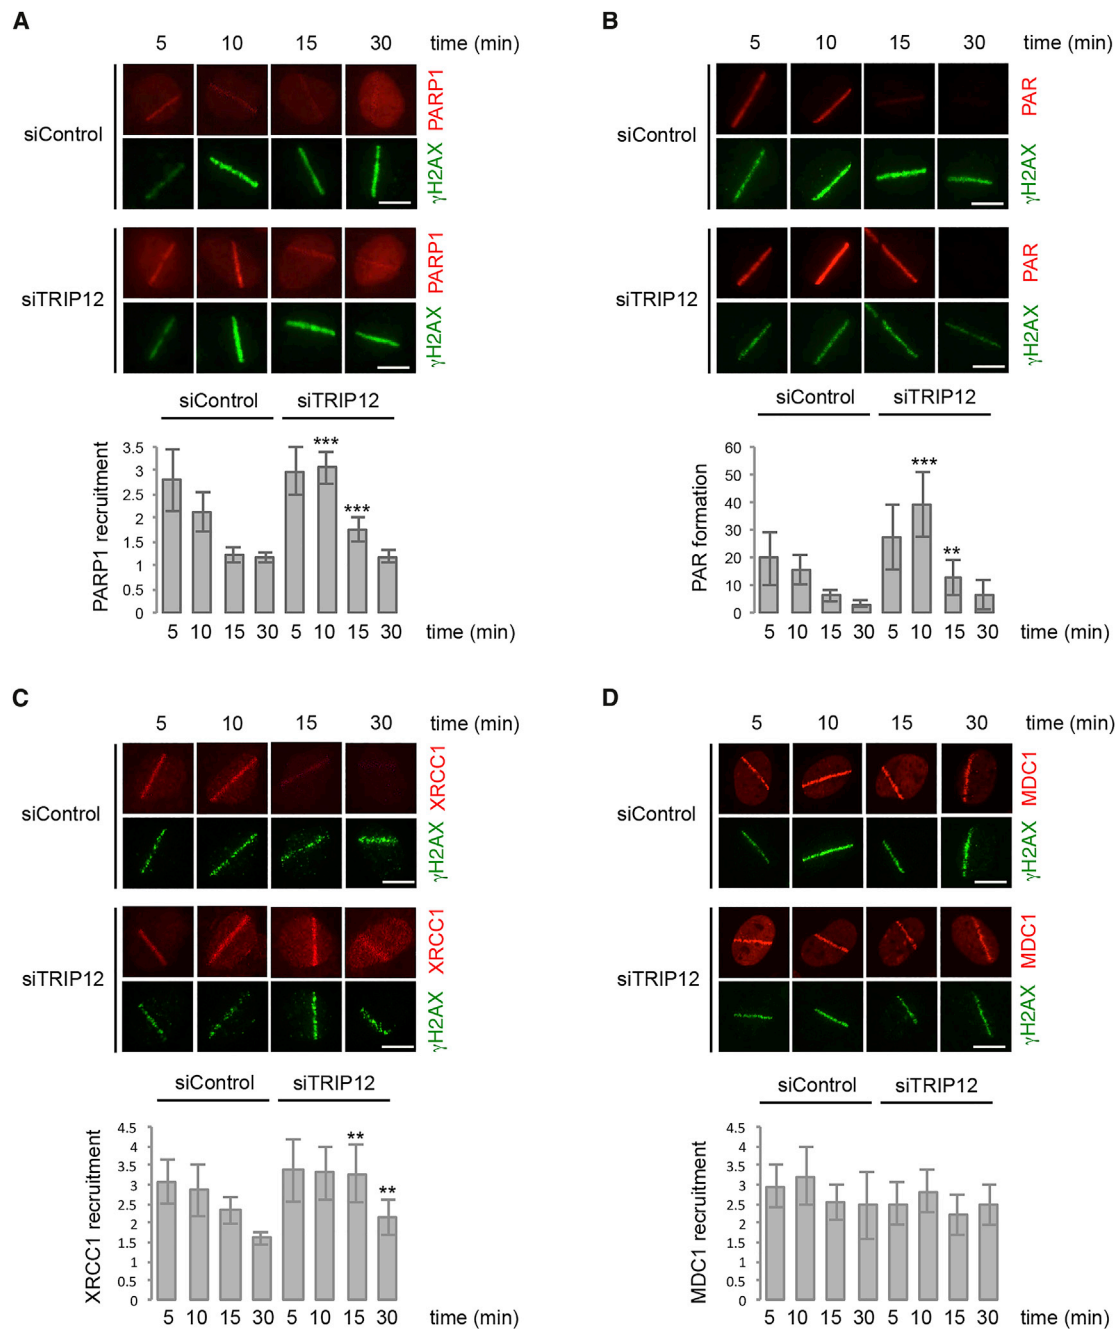 A
5 10 15 30 time (min)
siControl
PARP1
γH2AX
siTRIP12
PARP1
γH2AX
siControl siTRIP12
PARP1 recruitment
3.5
3
2.5
2
1.5
1
0.5
0
***
***
5 10 15 30 5 10 15 30 time (min)
B
5 10 15 30 time (min)
siControl
PAR
γH2AX
siTRIP12
PAR
γH2AX
siControl siTRIP12
PAR formation
60
50
40
30
20
10
0
***
**
5 10 15 30 5 10 15 30 time (min)
C
5 10 15 30 time (min)
siControl
XRCC1
γH2AX
siTRIP12
XRCC1
γH2AX
siControl siTRIP12
XRCC1 recruitment
4.5
4
3.5
3
2.5
2
1.5
1
0.5
0
**
**
5 10 15 30 5 10 15 30 time (min)
D
5 10 15 30 time (min)
siControl
MDC1
γH2AX
siTRIP12
MDC1
γH2AX
siControl siTRIP12
MDC1 recruitment
4.5
4
3.5
3
2.5
2
1.5
1
0.5
0
5 10 15 30 5 10 15 30 time (min)